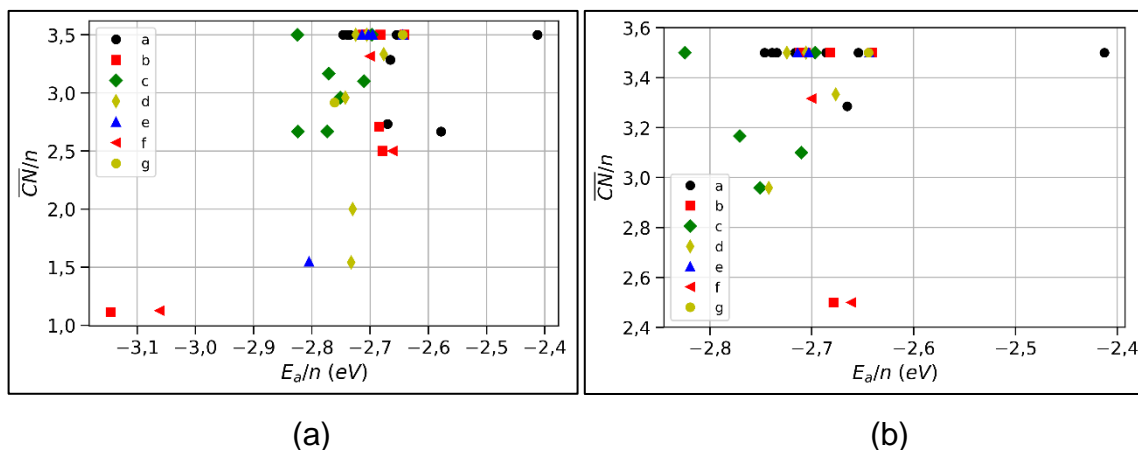 3,5
3,0
2,5
2,0
1,5
1,0
CN/n
a
b
c
d
e
f
g
−3,1 −3,0 −2,9 −2,8 −2,7 −2,6 −2,5 −2,4
Ea/n (eV)
(a)
3,6
3,4
3,2
3,0
2,8
2,6
2,4
CN/n
a
b
c
d
e
f
g
−2,8 −2,7 −2,6 −2,5 −2,4
Ea/n (eV)
(b)